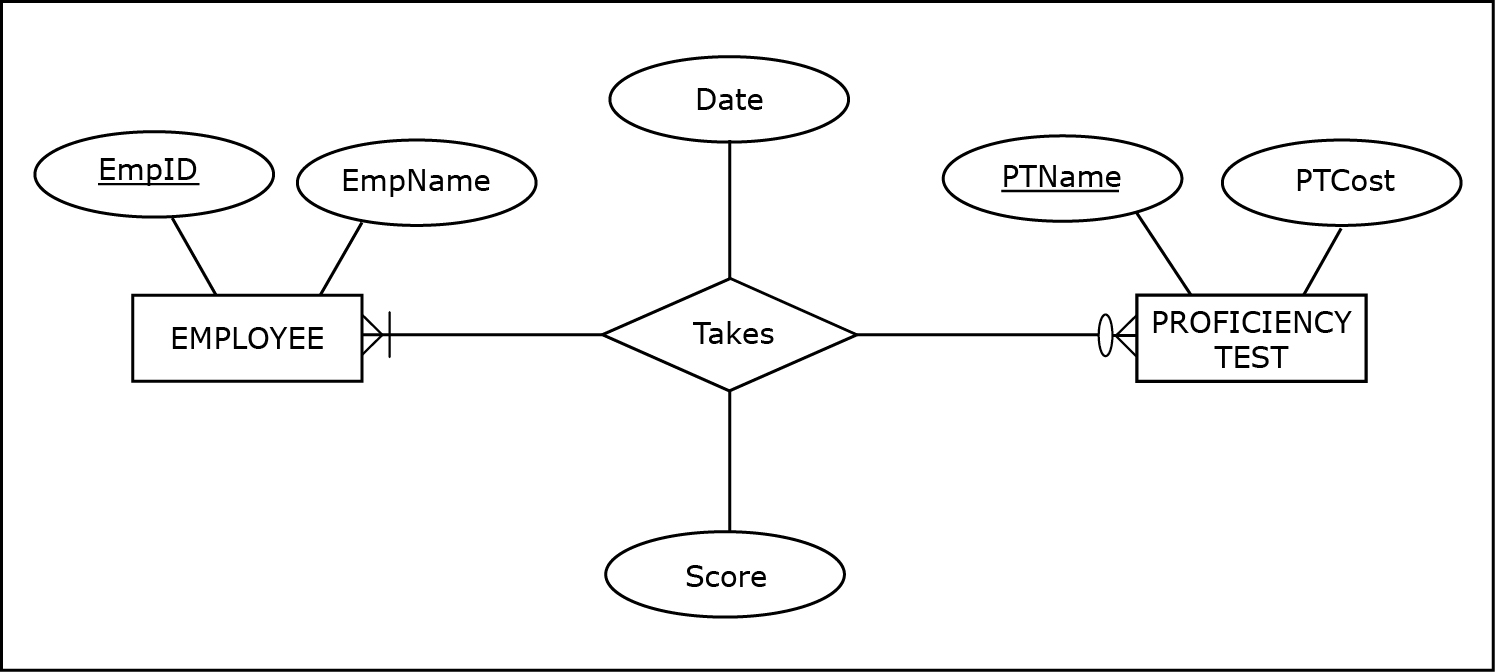 Date
EmpID
EmpName
PTName
PTCost
EMPLOYEE
Takes
PROFICIENCY
TEST
Score